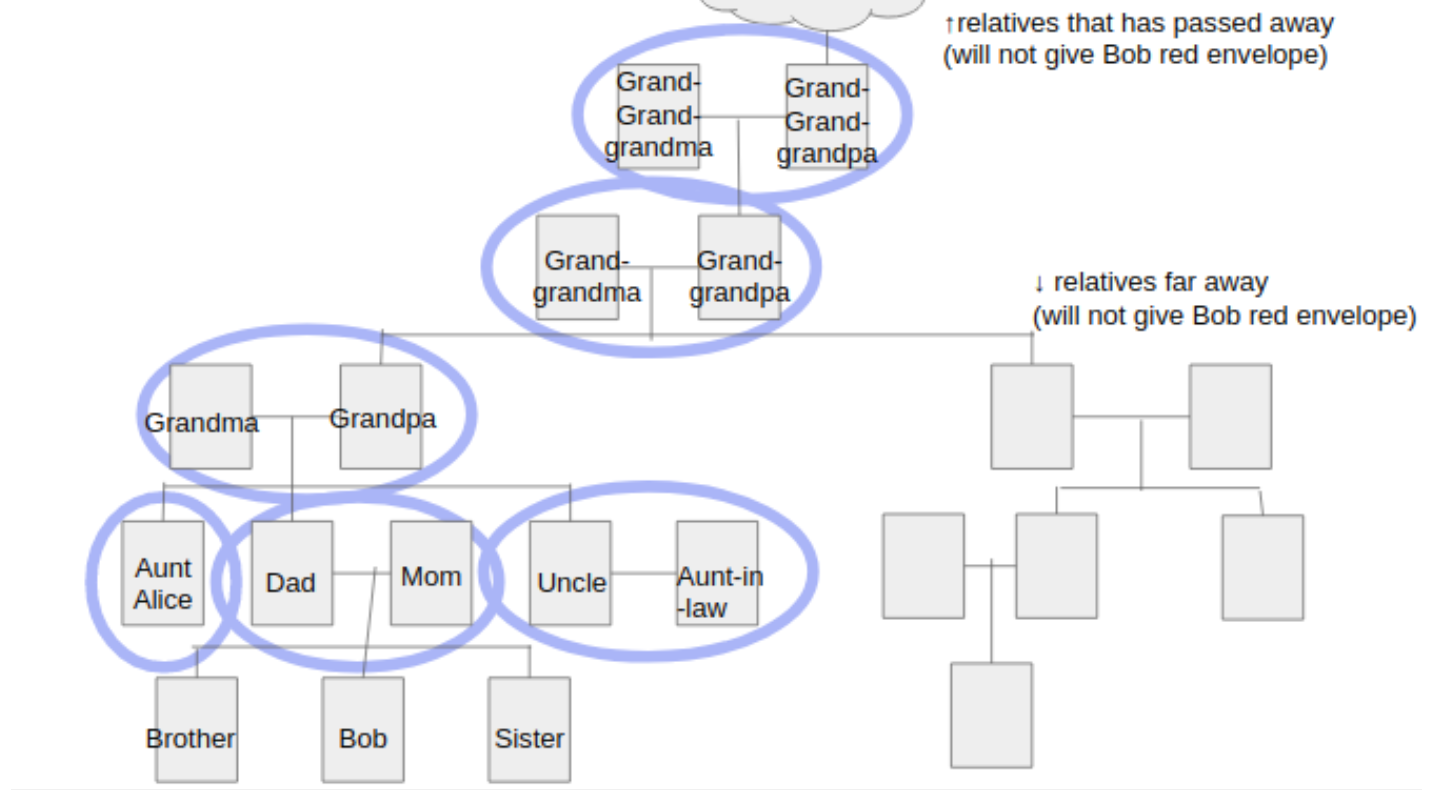 ↑relatives that has passed away
(will not give Bob red envelope)
Grand-
Grand-
grandma
Grand-
Grand-
grandpa
Grand-
grandma
Grand-
grandpa
↓ relatives far away
(will not give Bob red envelope)
Grandma
Grandpa
Aunt
Alice
Dad
Mom
Uncle
Aunt-in
-law
Brother
Bob
Sister